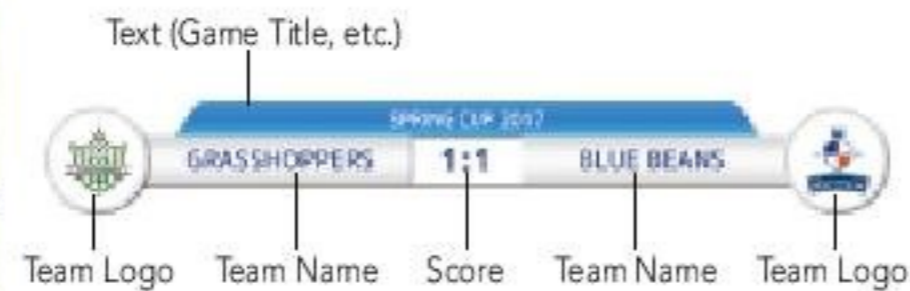 Text (Game Title, etc.)
SPRING CUP 2017
GRASSHOPPERS 1:1 BLUE BEANS
Team Logo Team Name Score Team Name Team Logo